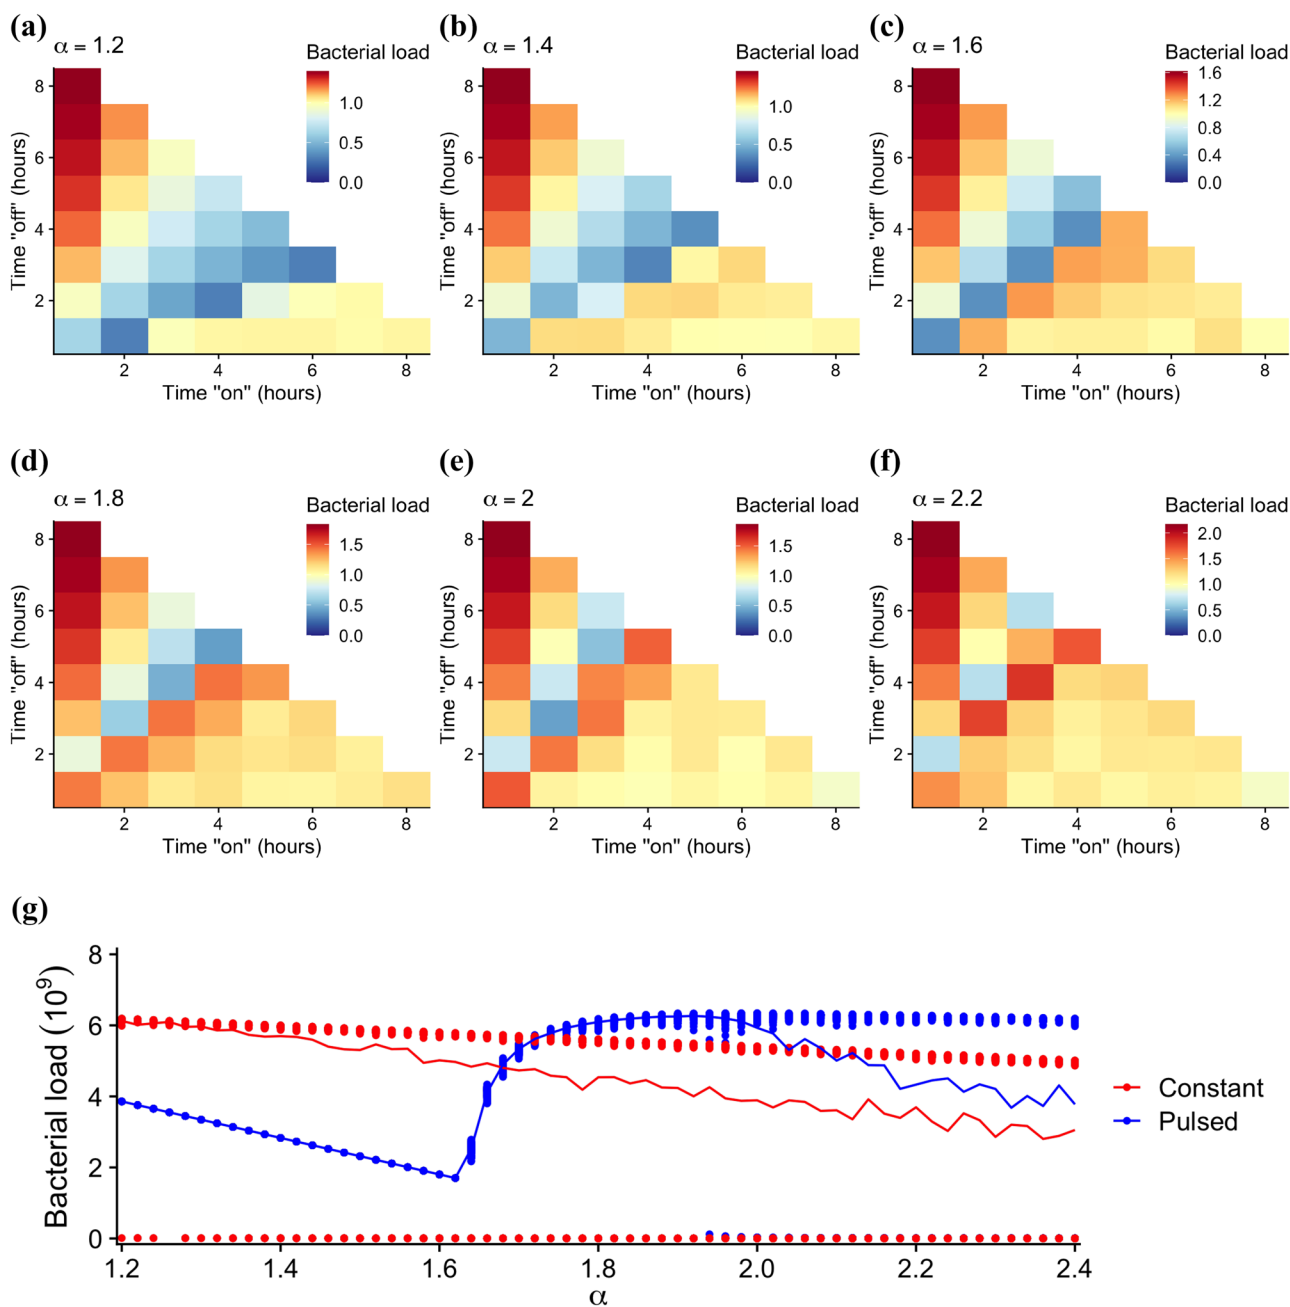 (a)
α = 1.2
Bacterial load
1.0
0.5
0.0
8
6
4
2
Time "off" (hours)
2 4 6 8
Time "on" (hours)
(b)
α = 1.4
Bacterial load
1.0
0.5
0.0
8
6
4
2
Time "off" (hours)
2 4 6 8
Time "on" (hours)
(c)
α = 1.6
Bacterial load
1.6
1.2
0.8
0.4
0.0
8
6
4
2
Time "off" (hours)
2 4 6 8
Time "on" (hours)
(d)
α = 1.8
Bacterial load
1.5
1.0
0.5
0.0
8
6
4
2
Time "off" (hours)
2 4 6 8
Time "on" (hours)
(e)
α = 2
Bacterial load
1.5
1.0
0.5
0.0
8
6
4
2
Time "off" (hours)
2 4 6 8
Time "on" (hours)
(f)
α = 2.2
Bacterial load
2.0
1.5
1.0
0.5
0.0
8
6
4
2
Time "off" (hours)
2 4 6 8
Time "on" (hours)
(g)
8
6
4
2
0
Bacterial load (10⁹)
1.2 1.4 1.6 1.8 2.0 2.2 2.4
α
Constant
Pulsed